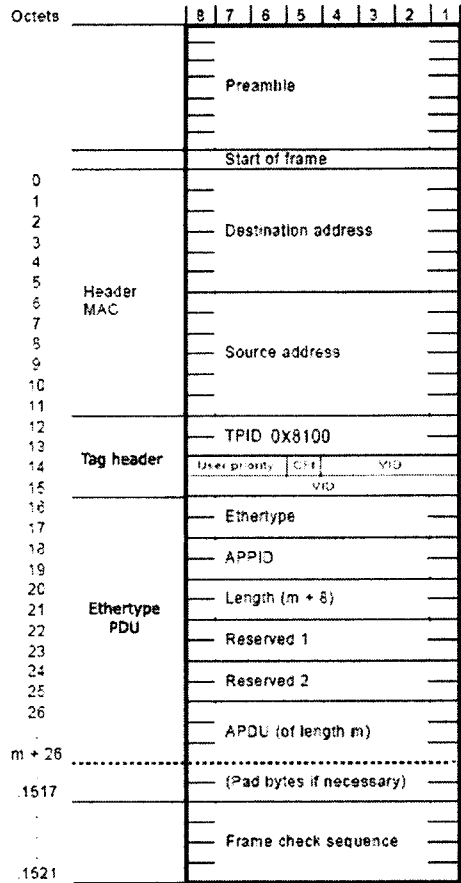 Octets 8 7 6 5 4 3 2 1
Preamble
Start of frame
0
1
2 Destination address
3
4
5
Header
MAC
6
7
8
9 Source address
10
11
12
TPID 0X8100
13
Tag header
14 User priority CFI VID
15 VID
16
Ethertype
17
18
APPID
19
20
Length (m + 8)
21
Ethertype
PDU
22
Reserved 1
23
24
Reserved 2
25
26
.
APDU (of length m)
m + 26
(Pad bytes if necessary)
.1517
.
.
Frame check sequence
.1521